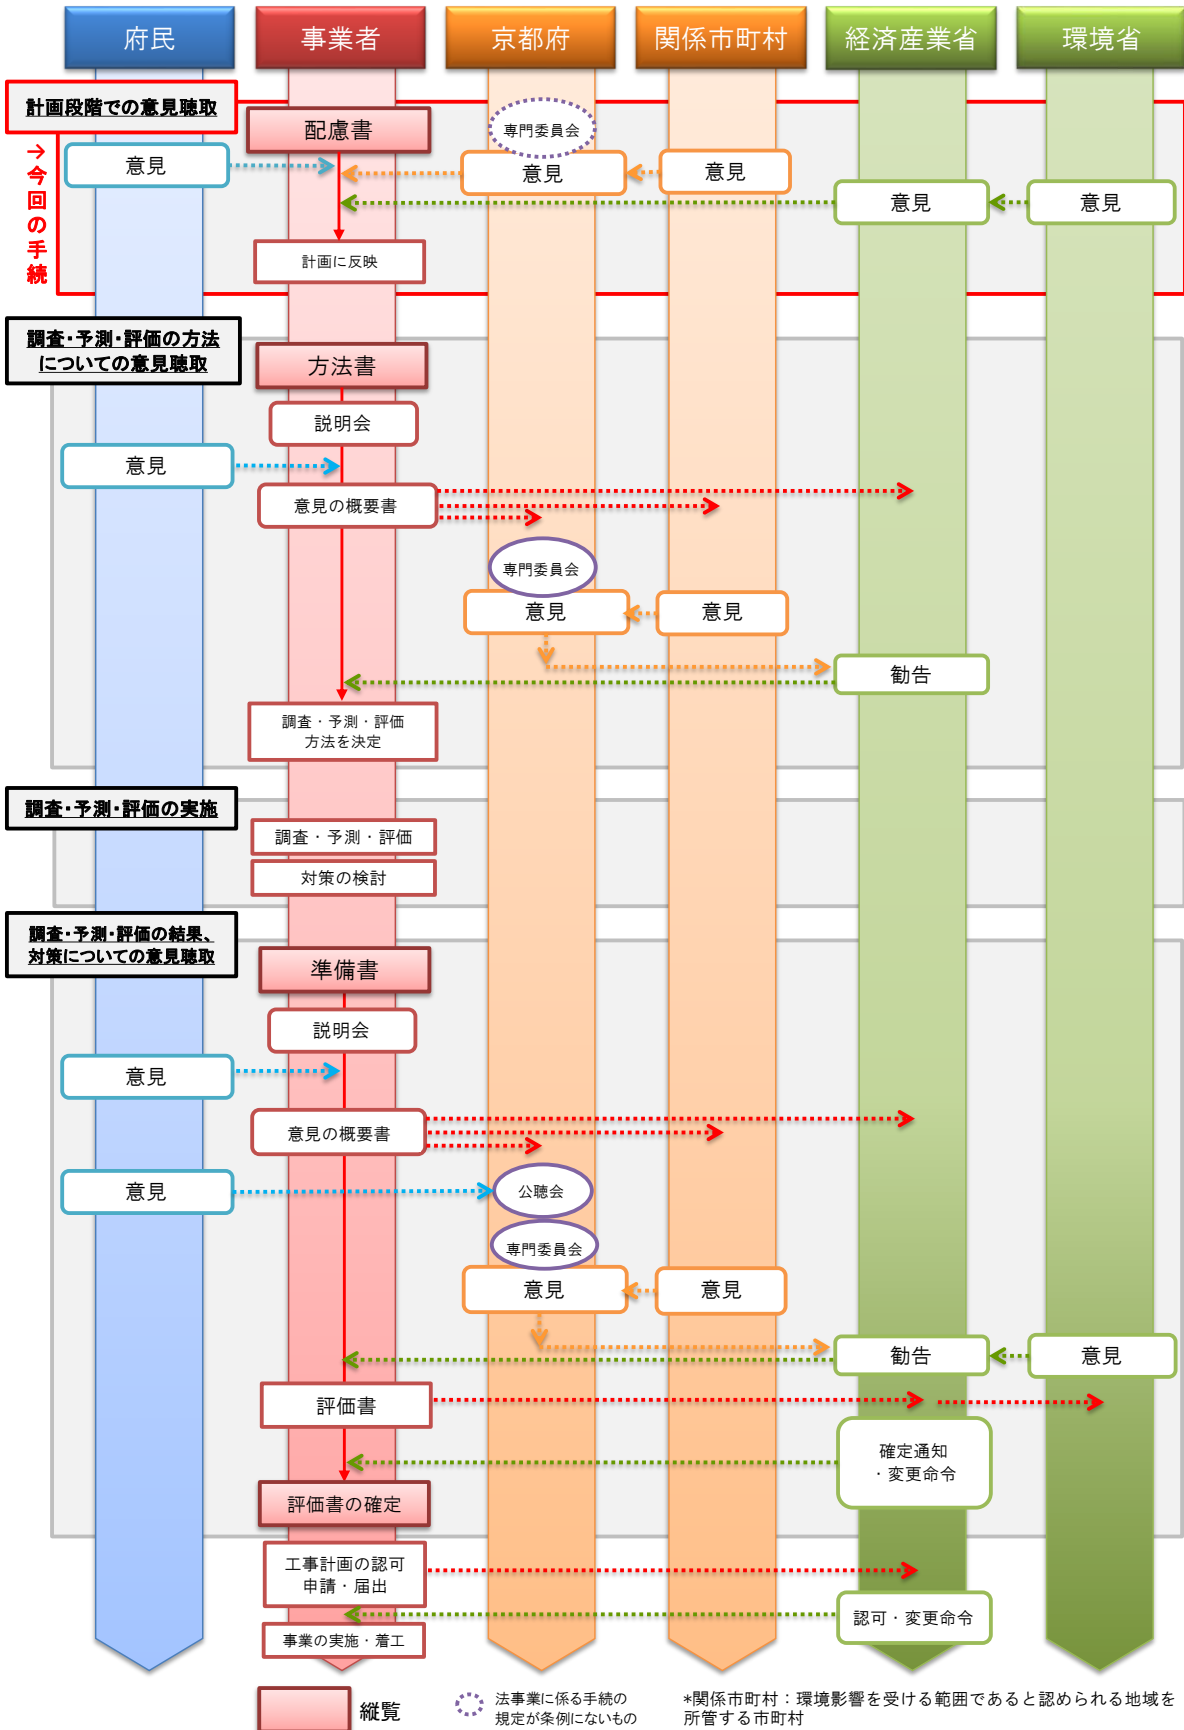 府民
事業者
京都府
関係市町村
経済産業省
環境省
計画段階での意見聴取
→今回の手続
配慮書
専門委員会
意見
意見
意見
意見
意見
計画に反映
調査・予測・評価の方法
についての意見聴取
方法書
説明会
意見
意見の概要書
専門委員会
意見
意見
勧告
調査・予測・評価
方法を決定
調査・予測・評価の実施
調査・予測・評価
対策の検討
調査・予測・評価の結果、
対策についての意見聴取
準備書
説明会
意見
意見の概要書
意見
公聴会
専門委員会
意見
意見
勧告
意見
評価書
確定通知
・変更命令
評価書の確定
工事計画の認可
申請・届出
認可・変更命令
事業の実施・着工
縦覧
法事業に係る手続の
規定が条例にないもの
*関係市町村：環境影響を受ける範囲であると認められる地域を
所管する市町村